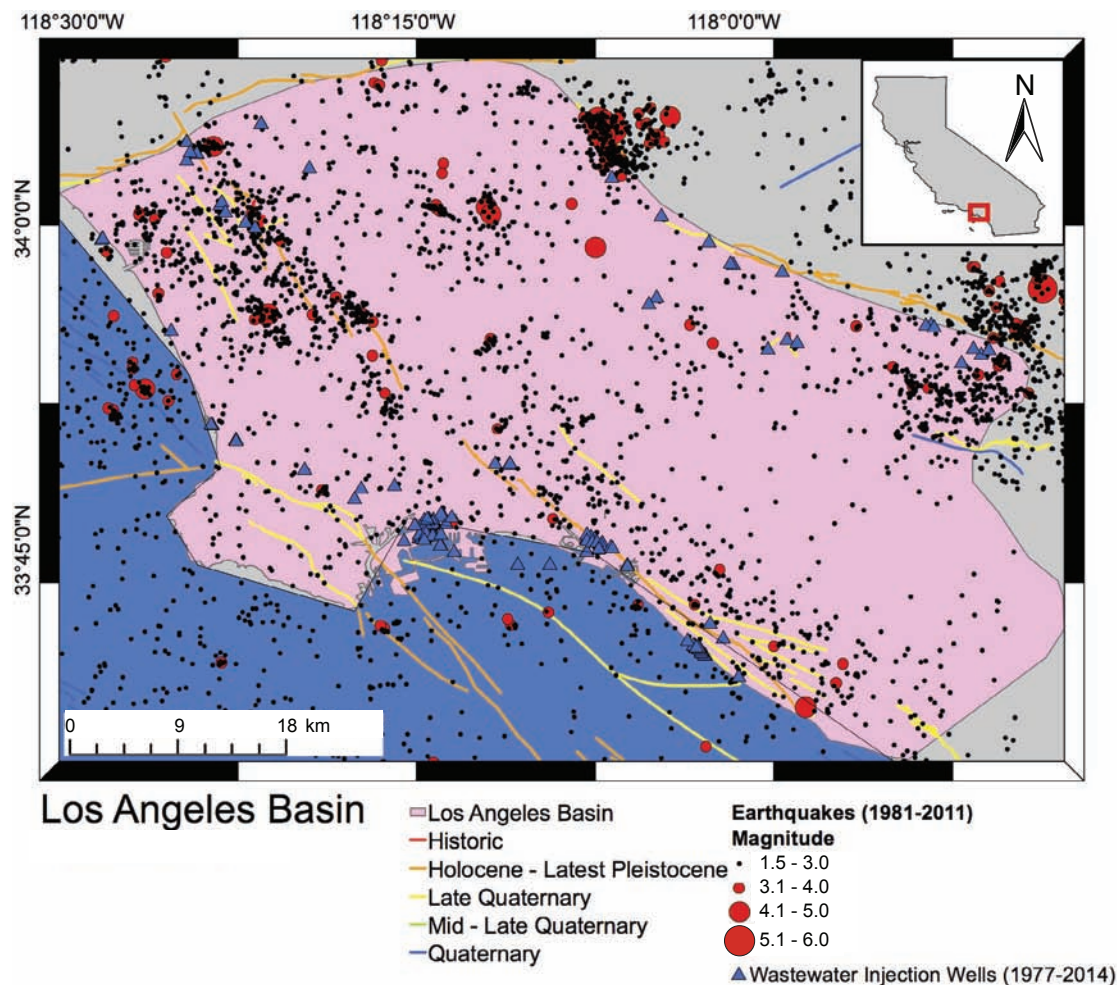 118°30'0"W 118°15'0"W 118°0'0"W
N
34°0'0"N
33°45'0"N
0 9 18 km
Los Angeles Basin
Los Angeles Basin
Historic
Holocene - Latest Pleistocene
Late Quaternary
Mid - Late Quaternary
Quaternary
Earthquakes (1981-2011)
Magnitude
1.5 - 3.0
3.1 - 4.0
4.1 - 5.0
5.1 - 6.0
Wastewater Injection Wells (1977-2014)